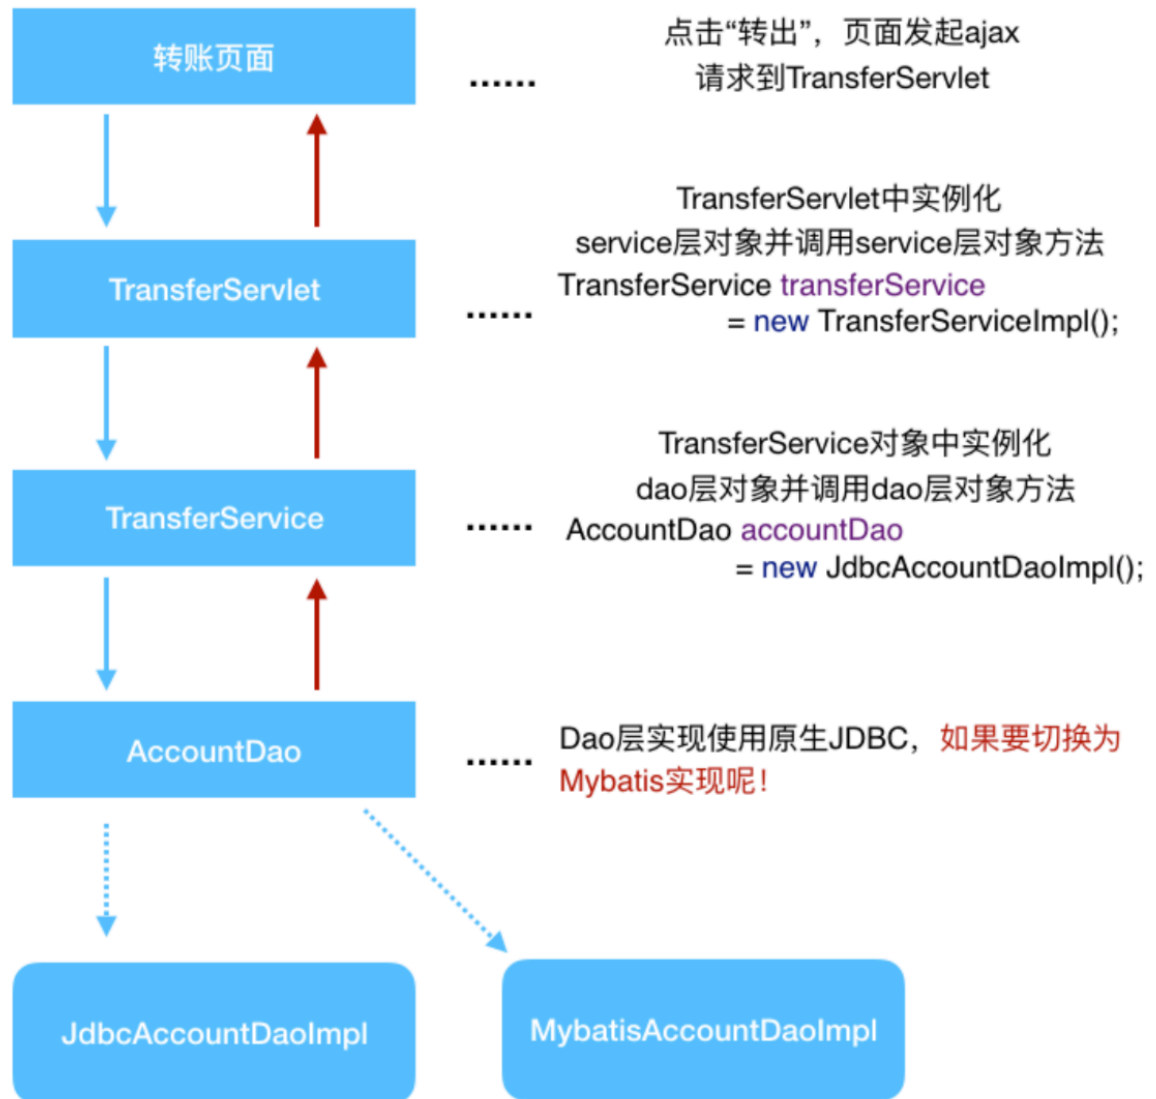 转账页面
......
点击“转出”，页面发起ajax
请求到TransferServlet
TransferServlet
......
TransferServlet中实例化
service层对象并调用service层对象方法
TransferService transferService
= new TransferServiceImpl();
TransferService
......
TransferService对象中实例化
dao层对象并调用dao层对象方法
AccountDao accountDao
= new JdbcAccountDaoImpl();
AccountDao
......
Dao层实现使用原生JDBC，如果要切换为
Mybatis实现呢！
JdbcAccountDaoImpl
MybatisAccountDaoImpl